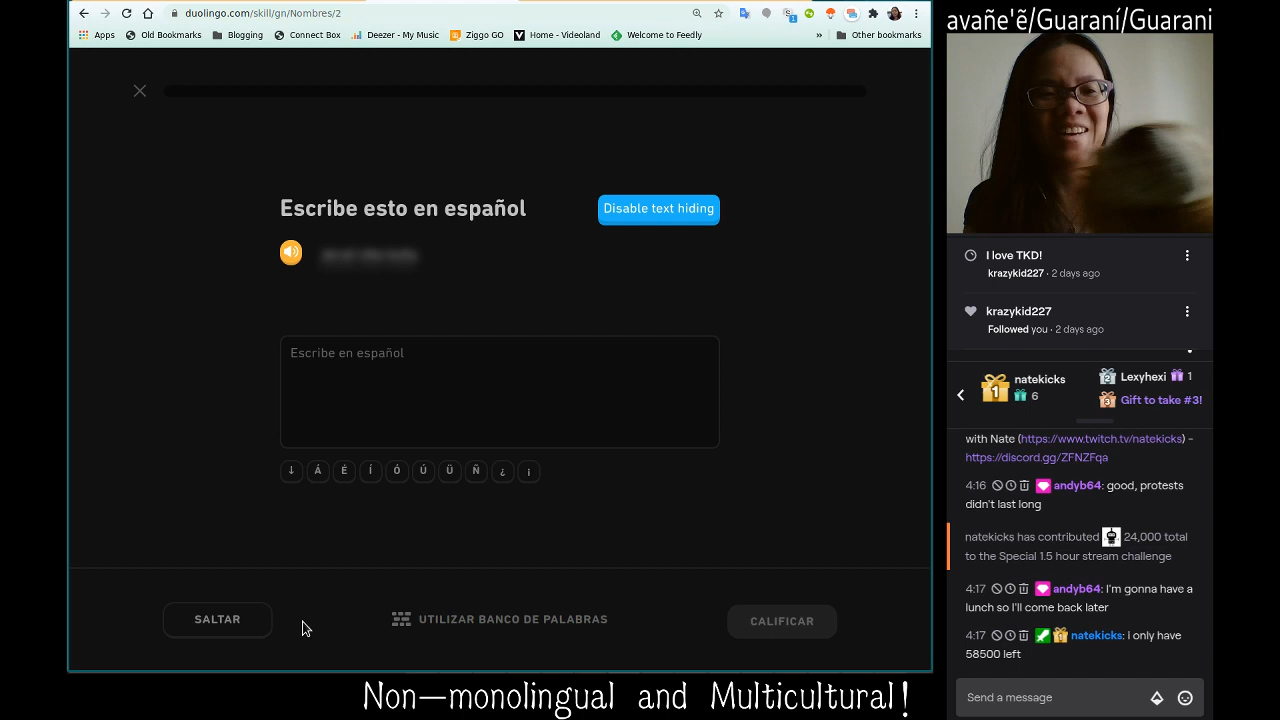 duolingo.com/skill/gn/Nombres/2
Apps
Old Bookmarks
Blogging
Connect Box
Deezer - My Music
Ziggo GO
Home - Videoland
Welcome to Feedly
»
Other bookmarks
Escribe esto en español
Disable text hiding
Escribe en español
↓ Á É Í Ó Ú Ü Ñ ¿ ¡
SALTAR
UTILIZAR BANCO DE PALABRAS
CALIFICAR
Non-monolingual and Multicultural!
avañe'ẽ/Guaraní/Guarani
I love TKD!
krazykid227 · 2 days ago
krazykid227
Followed you · 2 days ago
1 natekicks
6
2 Lexyhexi 1
3 Gift to take #3!
with Nate (https://www.twitch.tv/natekicks) -
https://discord.gg/ZFNZFqa
4:16 andyb64: good, protests
didn't last long
natekicks has contributed 24,000 total
to the Special 1.5 hour stream challenge
4:17 andyb64: I'm gonna have a
lunch so I'll come back later
4:17 natekicks: i only have
58500 left
Send a message